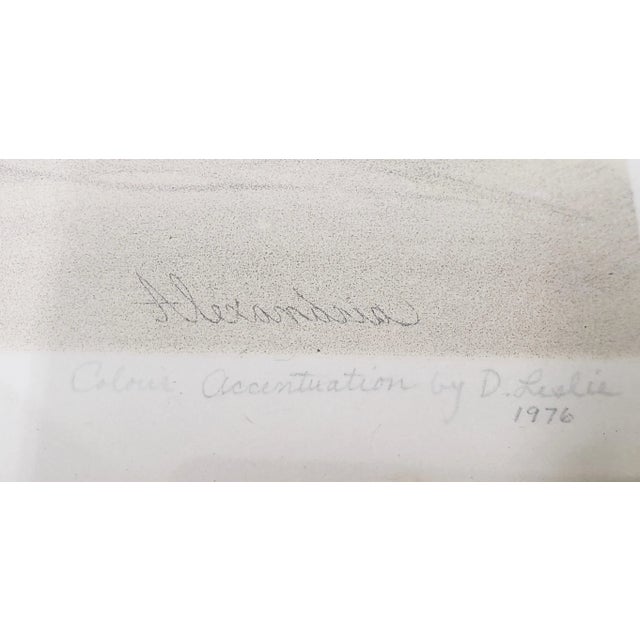 Alexandria
Colour Accentuation by D. Leslie
1976